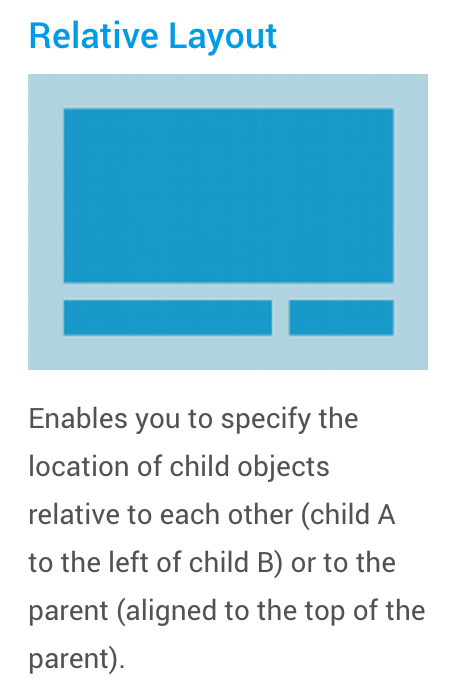 Relative Layout
Enables you to specify the
location of child objects
relative to each other (child A
to the left of child B) or to the
parent (aligned to the top of the
parent).